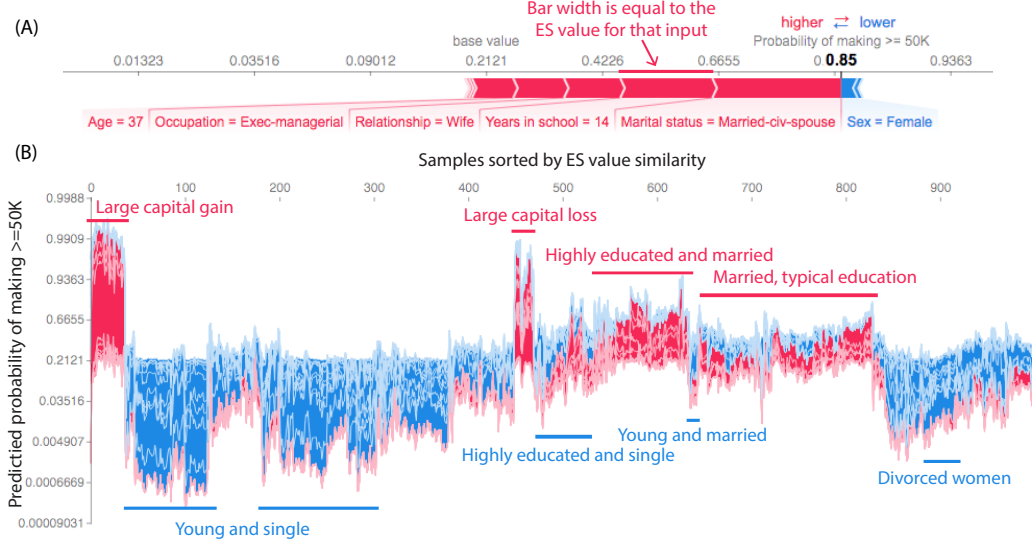 (A)
Bar width is equal to the
ES value for that input
higher ⇄ lower
base value
Probability of making >= 50K
0.01323 0.03516 0.09012 0.2121 0.4226 0.6655 0 0.85 0.9363
Age = 37 Occupation = Exec-managerial Relationship = Wife Years in school = 14 Marital status = Married-civ-spouse Sex = Female
(B)
Samples sorted by ES value similarity
0 100 200 300 400 500 600 700 800 900
Predictied probability of making >=50K
0.9988
0.9909
0.9363
0.6655
0.2121
0.03516
0.004907
0.0006669
0.00009031
Large capital gain
Large capital loss
Highly educated and married
Married, typical education
Young and married
Highly educated and single
Divorced women
Young and single